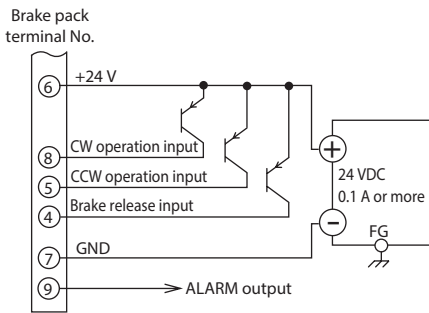 Brake pack
terminal No.
6 +24 V
8 CW operation input
5 CCW operation input
4 Brake release input
7 GND
9 ALARM output
+
24 VDC
0.1 A or more
−
FG